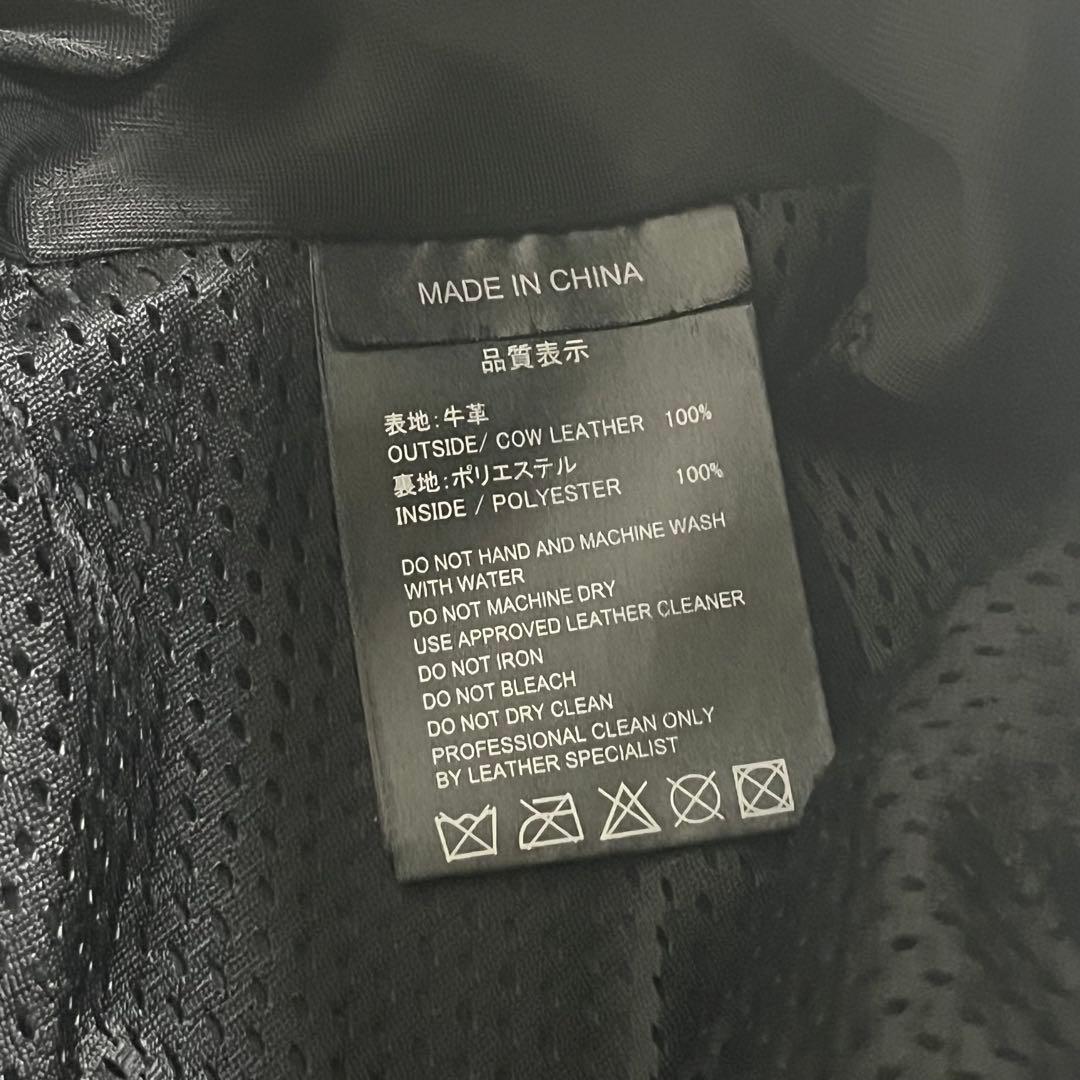 MADE IN CHINA
品質表示
表地:牛革
OUTSIDE/ COW LEATHER 100%
裏地:ポリエステル
INSIDE / POLYESTER 100%
DO NOT HAND AND MACHINE WASH
WITH WATER
DO NOT MACHINE DRY
USE APPROVED LEATHER CLEANER
DO NOT IRON
DO NOT BLEACH
DO NOT DRY CLEAN
PROFESSIONAL CLEAN ONLY
BY LEATHER SPECIALIST